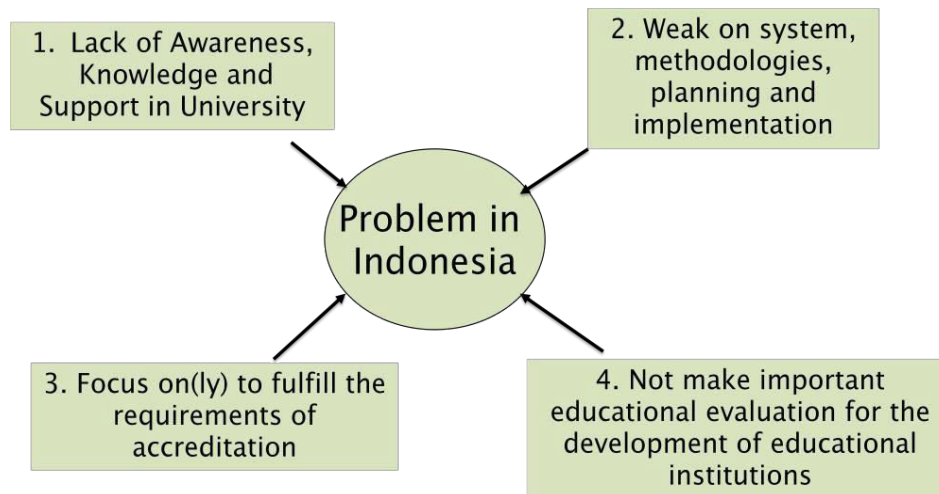 1. Lack of Awareness,
Knowledge and
Support in University
2. Weak on system,
methodologies,
planning and
implementation
Problem in
Indonesia
3. Focus on(ly) to fulfill the
requirements of
accreditation
4. Not make important
educational evaluation for the
development of educational
institutions